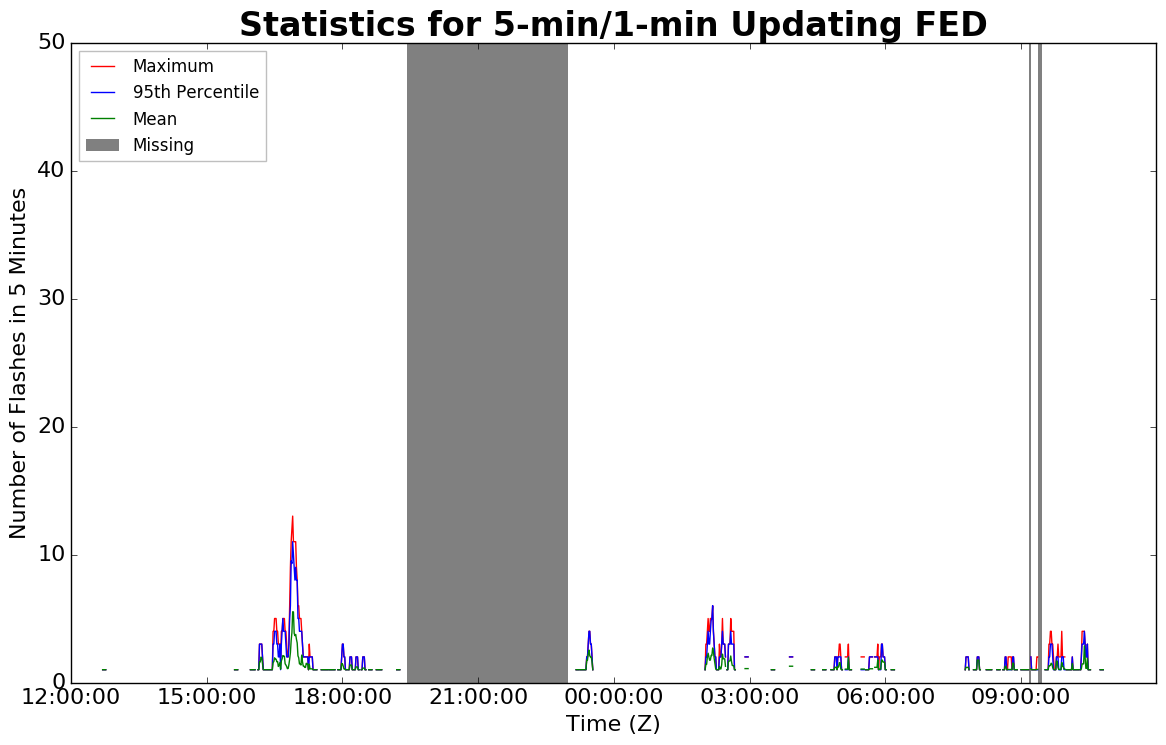 Statistics for 5-min/1-min Updating FED
Number of Flashes in 5 Minutes
50
40
30
20
10
0
Maximum
95th Percentile
Mean
Missing
12:00:00
15:00:00
18:00:00
21:00:00
00:00:00
03:00:00
06:00:00
09:00:00
Time (Z)